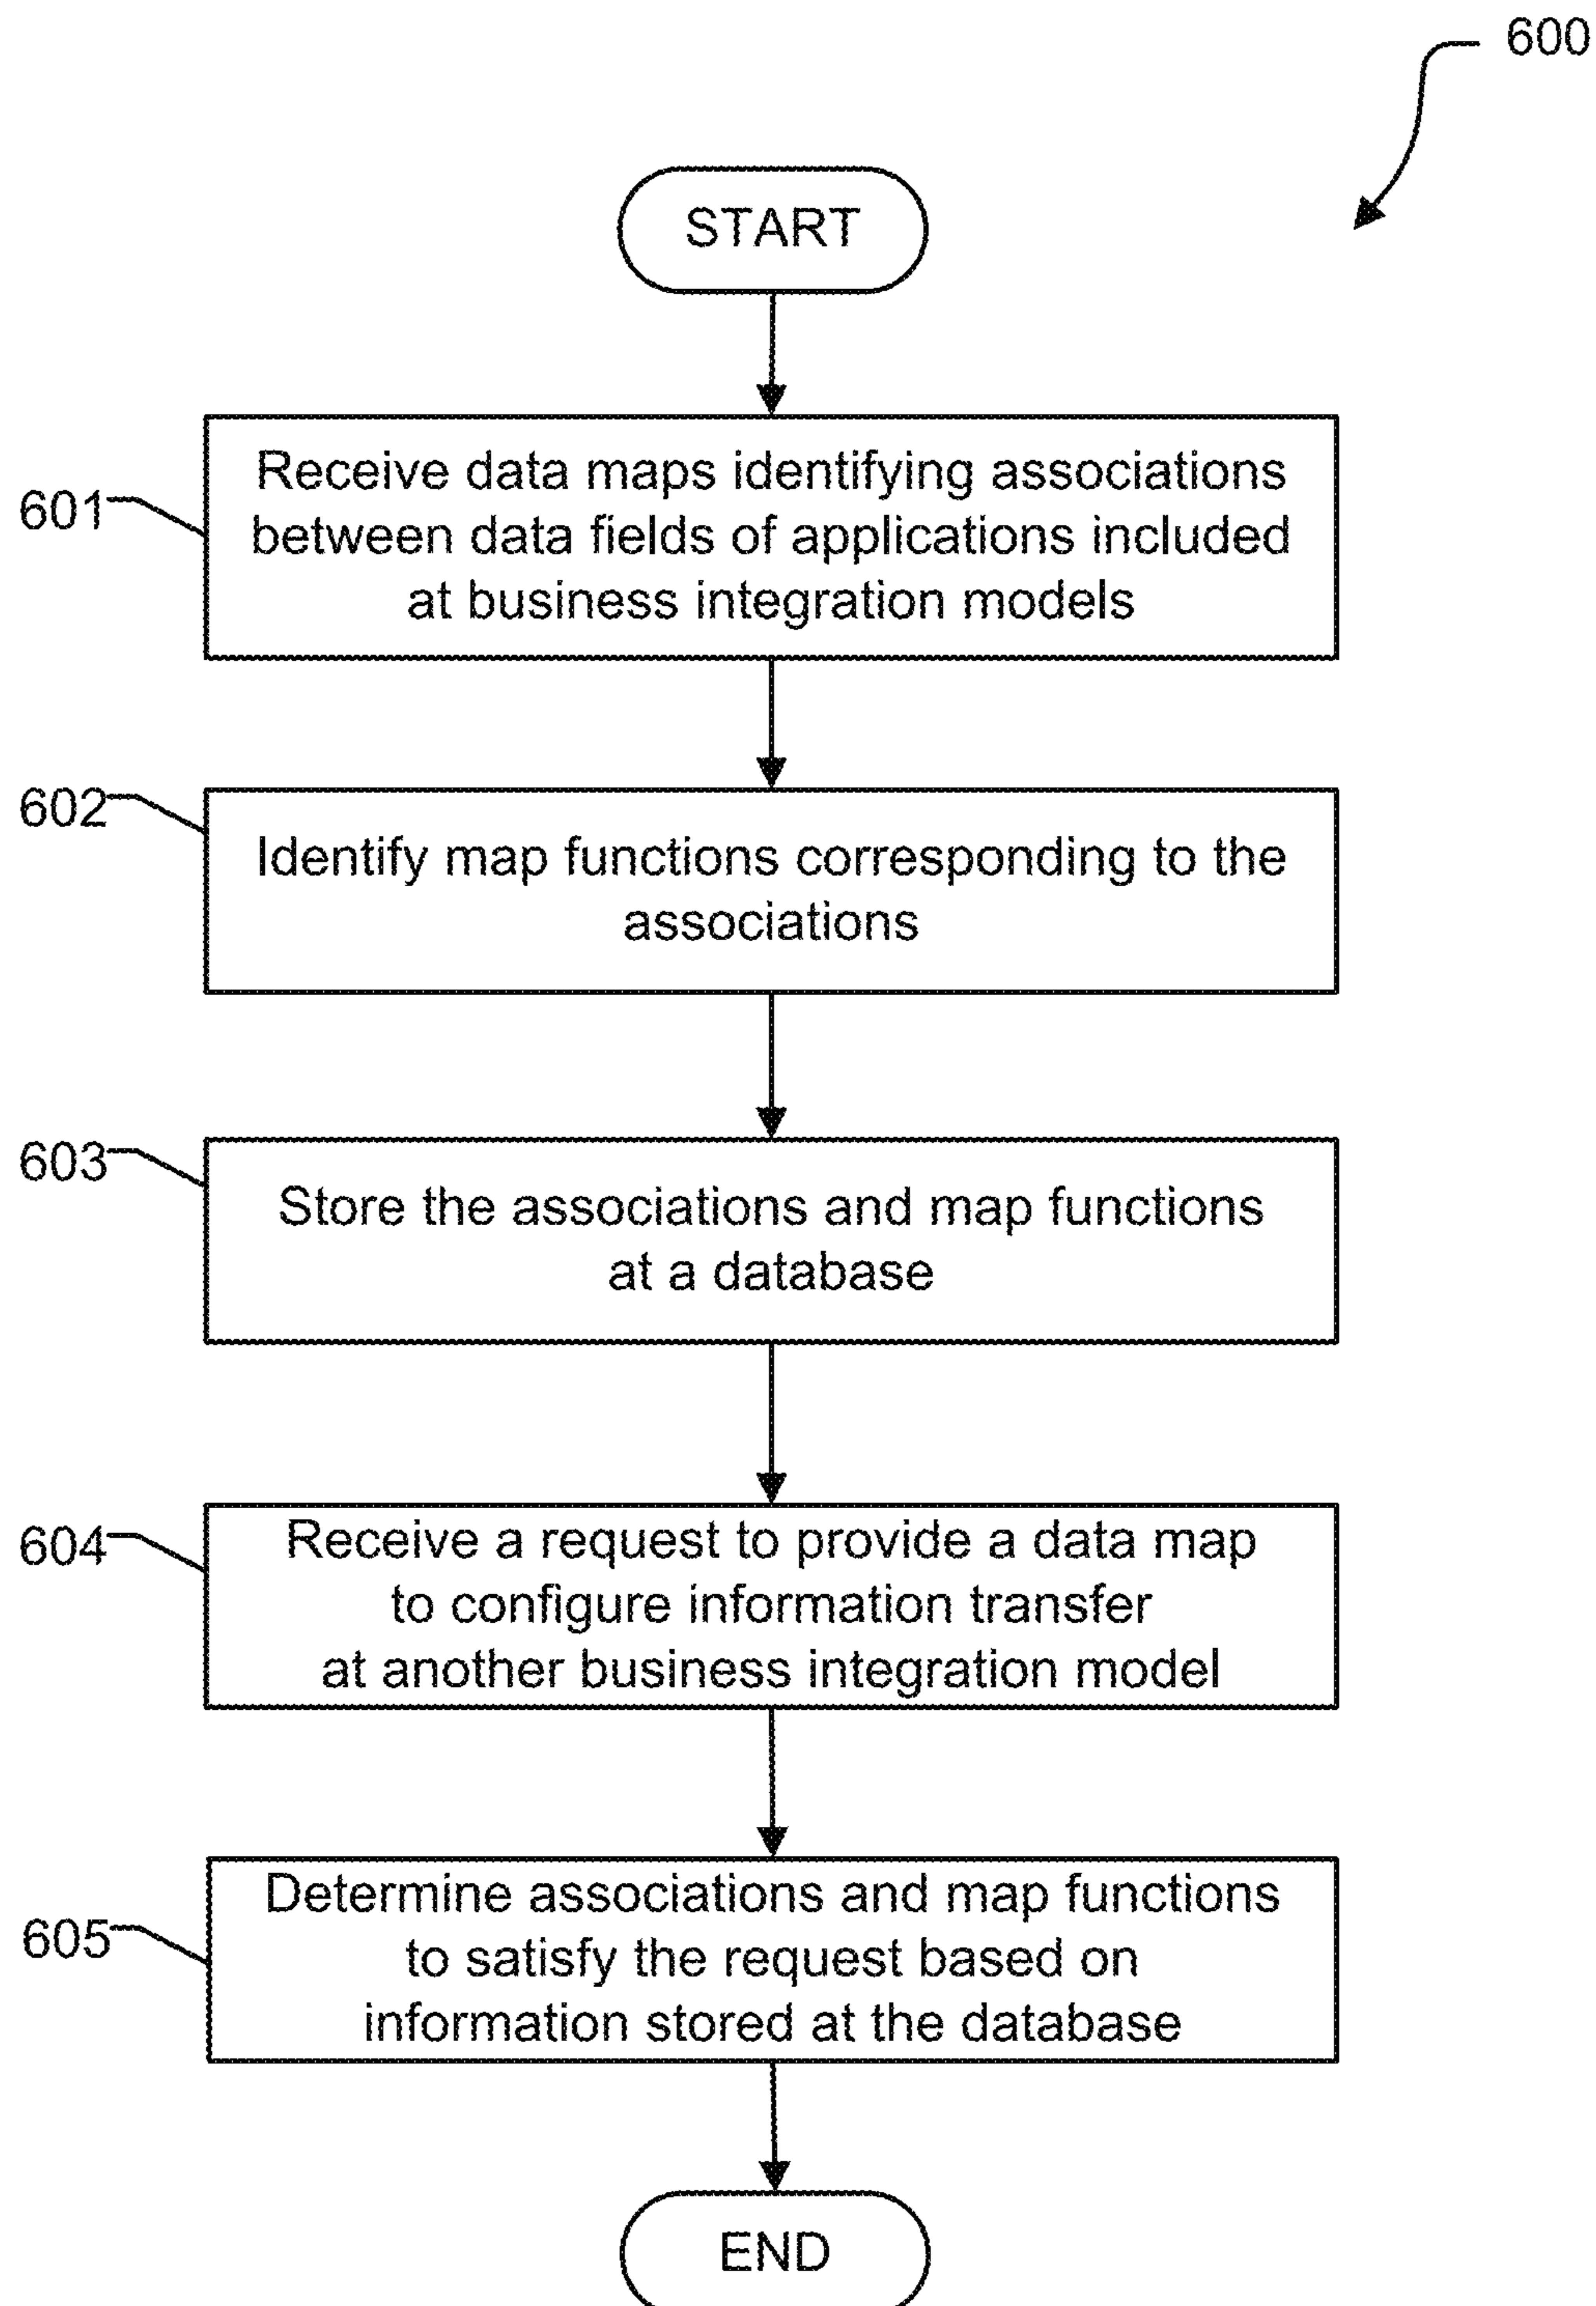 600
START
601
Receive data maps identifying associations
between data fields of applications included
at business integration models
602
Identify map functions corresponding to the
associations
603
Store the associations and map functions
at a database
604
Receive a request to provide a data map
to configure information transfer
at another business integration model
605
Determine associations and map functions
to satisfy the request based on
information stored at the database
END